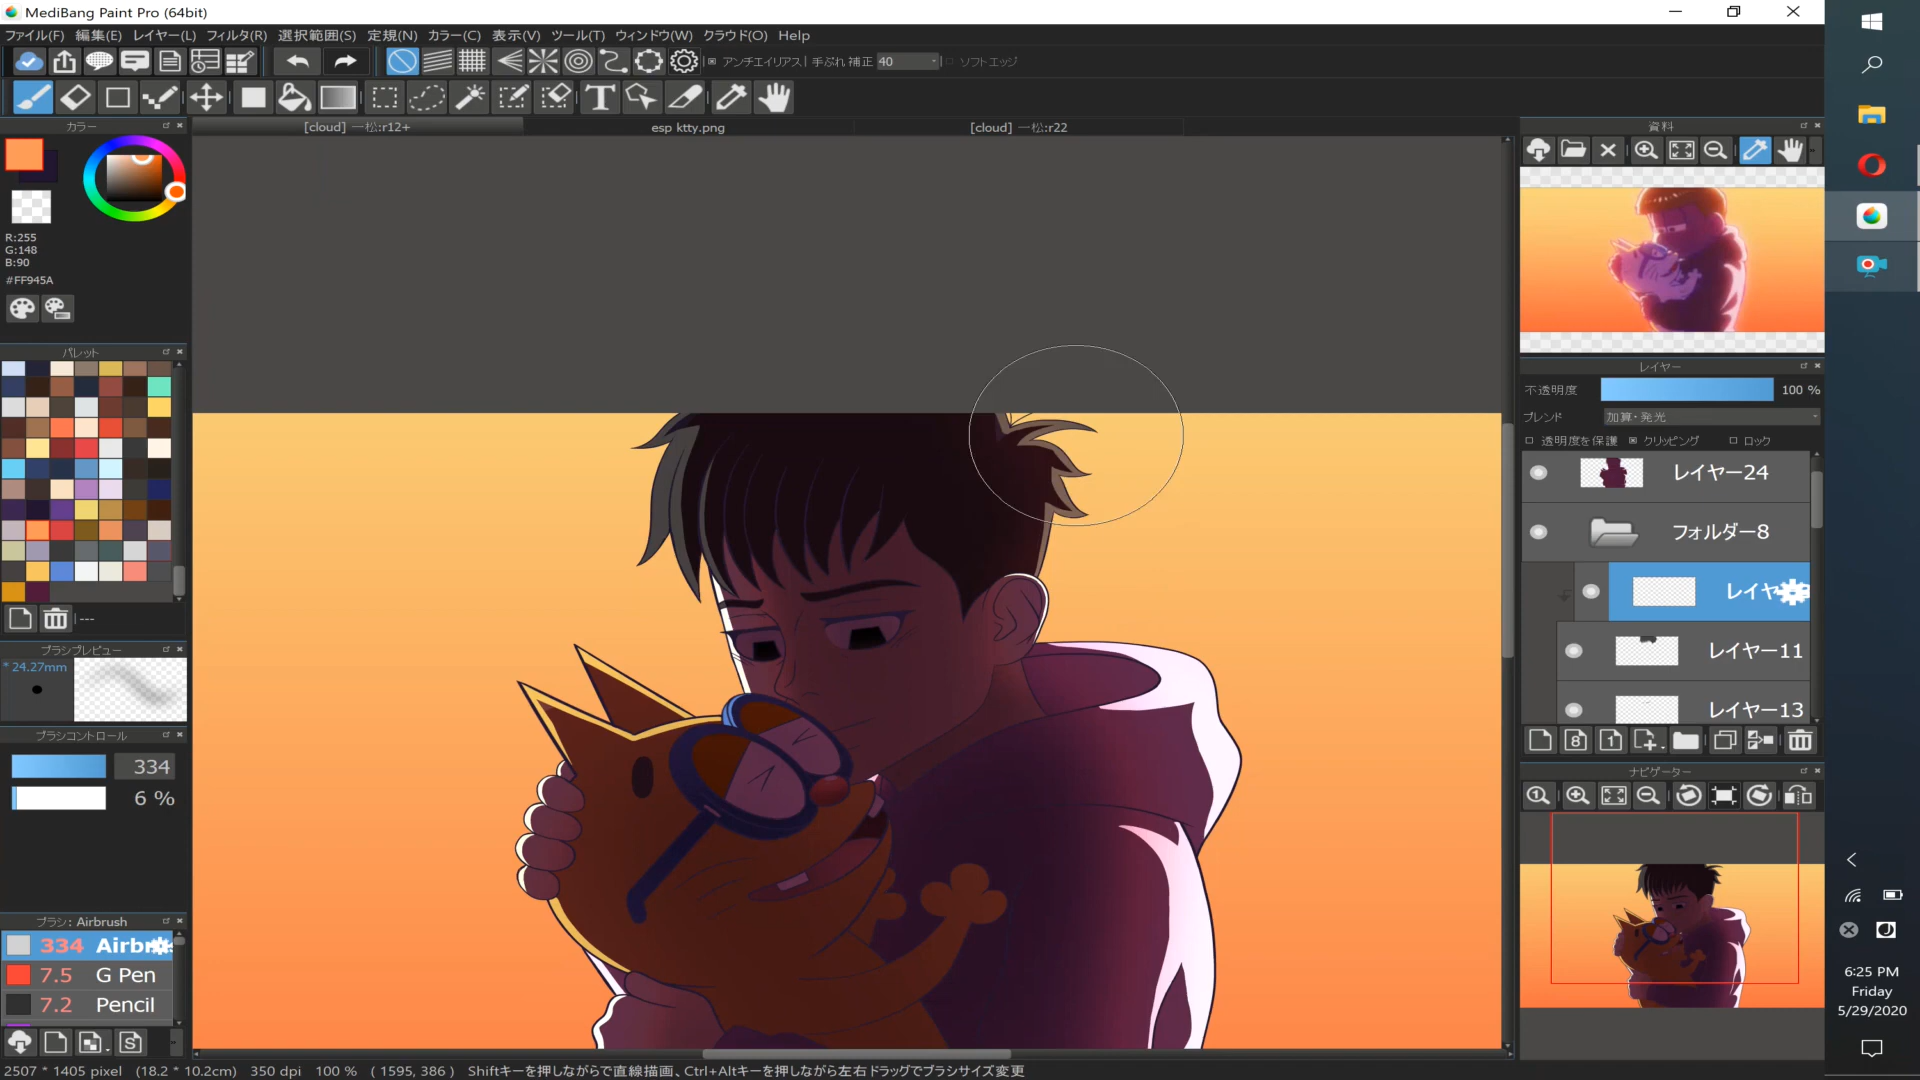 MediBang Paint Pro (64bit)
ファイル(F) 編集(E) レイヤー(L) フィルタ(R) 選択範囲(S) 定規(N) カラー(C) 表示(V) ツール(T) ウィンドウ(W) クラウド(O) Help
アンチエイリアス 手ぶれ補正 40 ソフトエッジ
カラー
[cloud] 一松:r12+
esp ktty.png
[cloud] 一松:r22
資料
R:255
G:148
B:90
#FF945A
パレット
---
ブラシプレビュー
* 24.27mm
ブラシコントロール
334
6 %
ブラシ: Airbrush
334 Airbr
7.5 G Pen
7.2 Pencil
レイヤー
不透明度 100 %
ブレンド 加算・発光
透明度を保護 クリッピング ロック
レイヤー24
フォルダー8
レイヤ
レイヤー11
レイヤー13
ナビゲーター
6:25 PM
Friday
5/29/2020
2507 * 1405 pixel (18.2 * 10.2cm) 350 dpi 100 % ( 1595, 386 ) Shiftキーを押しながらで直線描画、Ctrl+Altキーを押しながら左右ドラッグでブラシサイズ変更